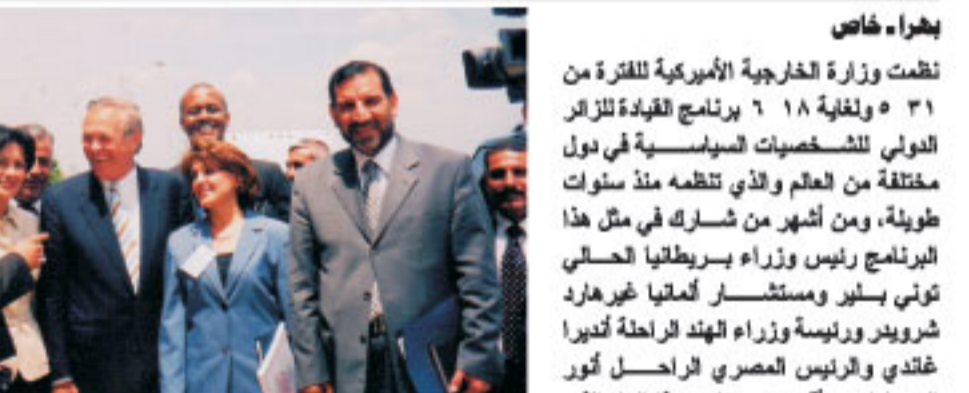 بهرا ـ خاص
نظمت وزارة الخارجية الأميركية للفترة من
٣١ ٥ ولغاية ١٨ ٦ برنامج القيادة للزائر
الدولي للشخصيات السياسية في دول
مختلفة من العالم والذي تنظمه منذ سنوات
طويلة، ومن أشهر من شارك في مثل هذا
البرنامج رئيس وزراء بريطانيا الحالي
توني بلير ومستشار ألمانيا غيرهارد
شرويدر ورئيسة وزراء الهند الراحلة أنديرا
غاندي والرئيس المصري الراحل أنور